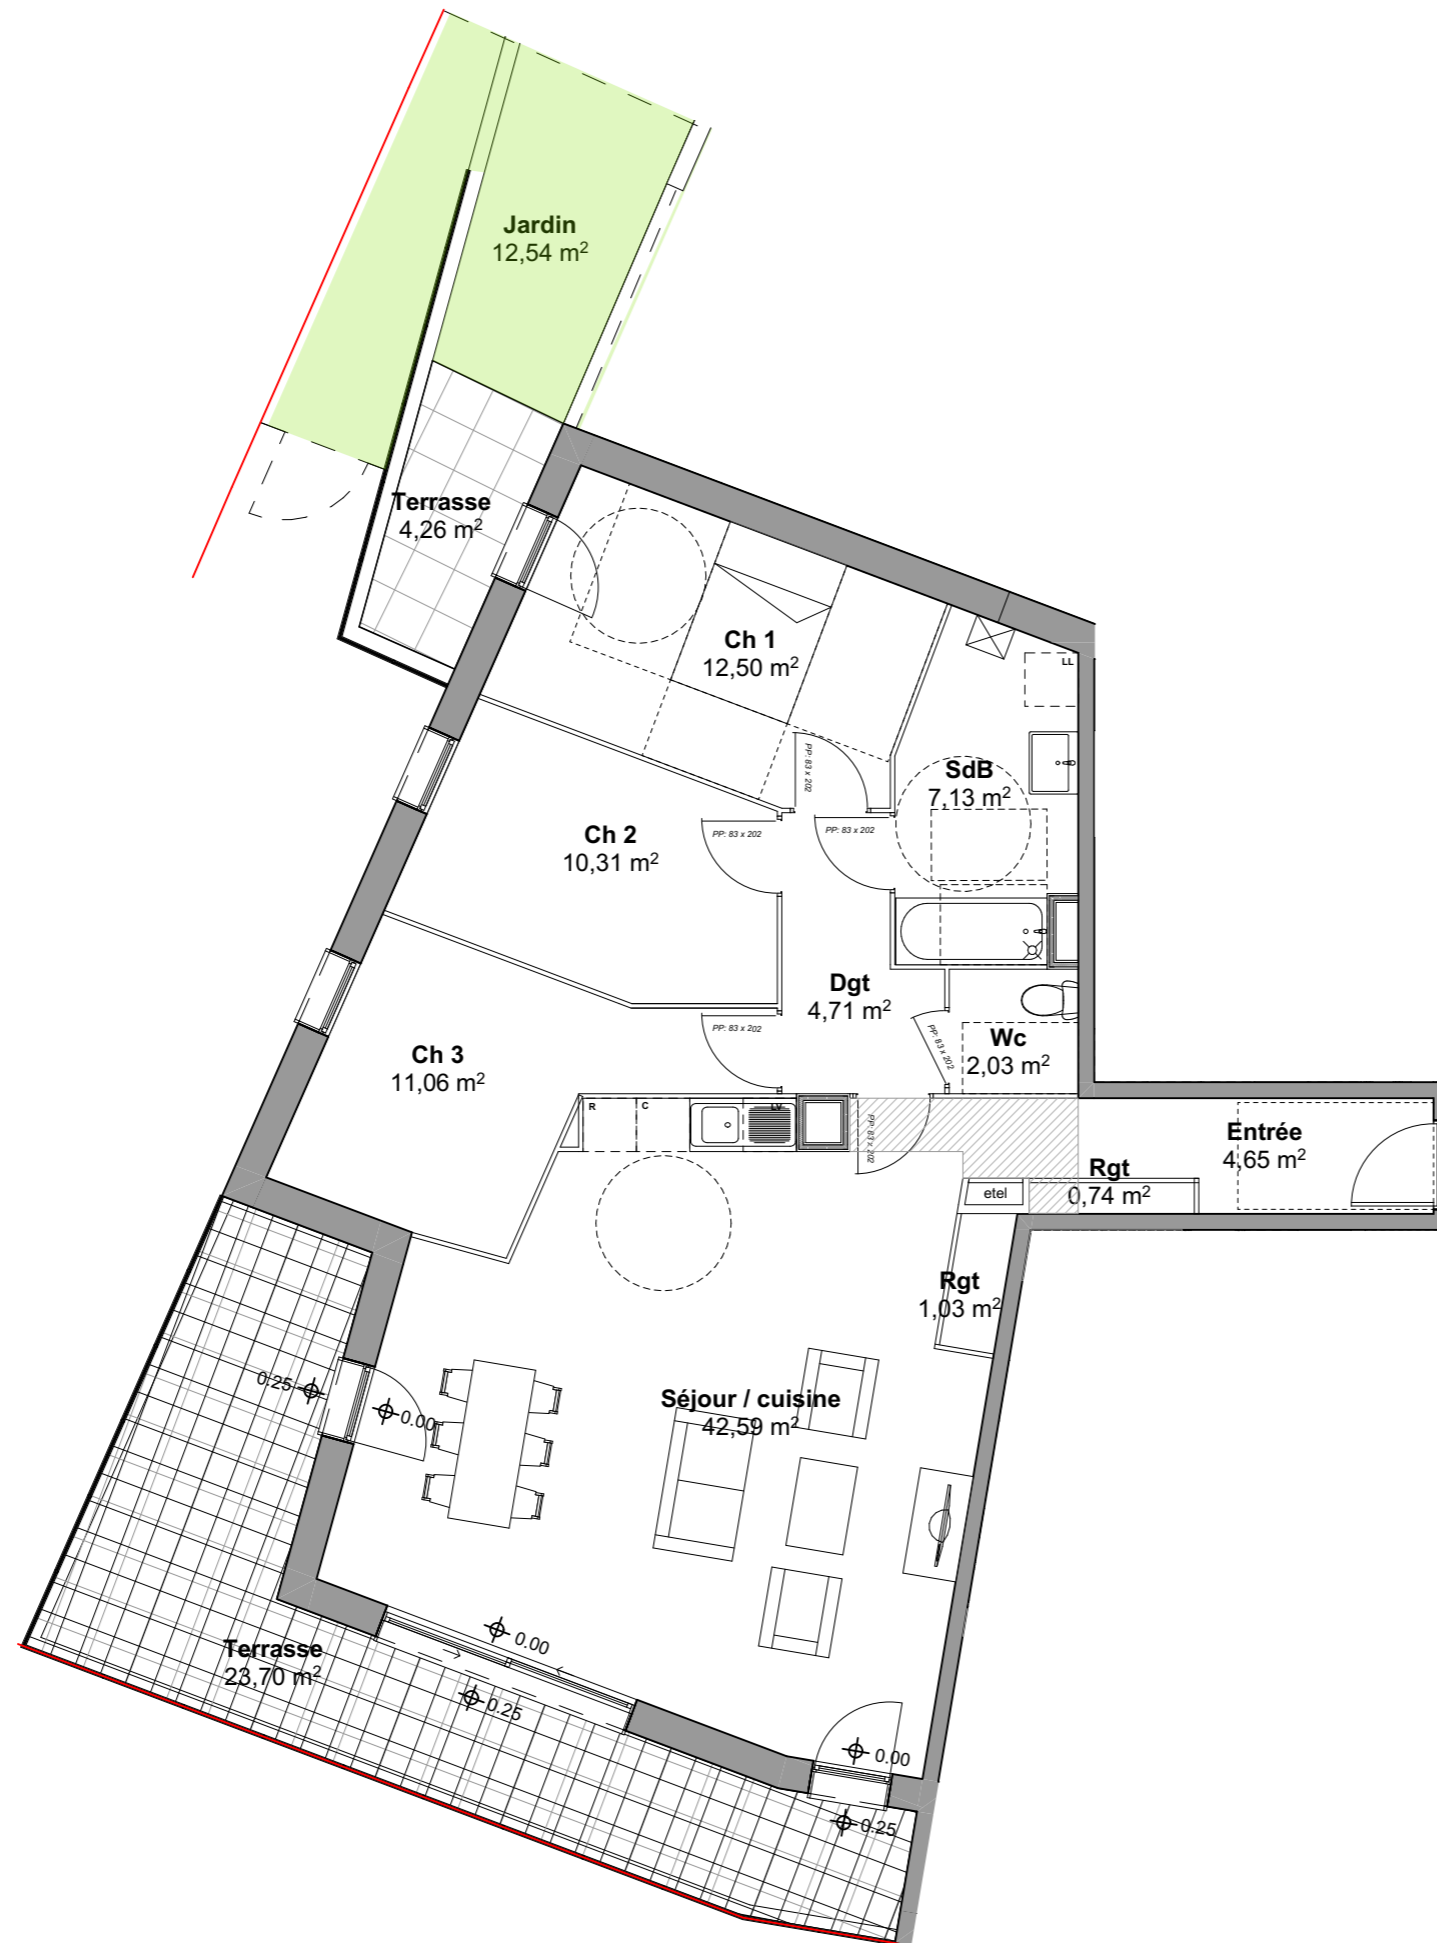 Jardin
12,54 m²
Terrasse
4,26 m²
Ch 1
12,50 m²
LL
PP: 83 x 202
SdB
7,13 m²
Ch 2
10,31 m²
PP: 83 x 202
PP: 83 x 202
Dgt
4,71 m²
PP: 83 x 202
PP: 83 x 202
Wc
2,03 m²
Ch 3
11,06 m²
R
C
LV
PP: 83 x 202
Entrée
4,65 m²
Rgt
0,74 m²
etel
Rgt
1,03 m²
0.25
0.00
Séjour / cuisine
42,59 m²
0.00
Terrasse
23,70 m²
0.25
0.00
0.25